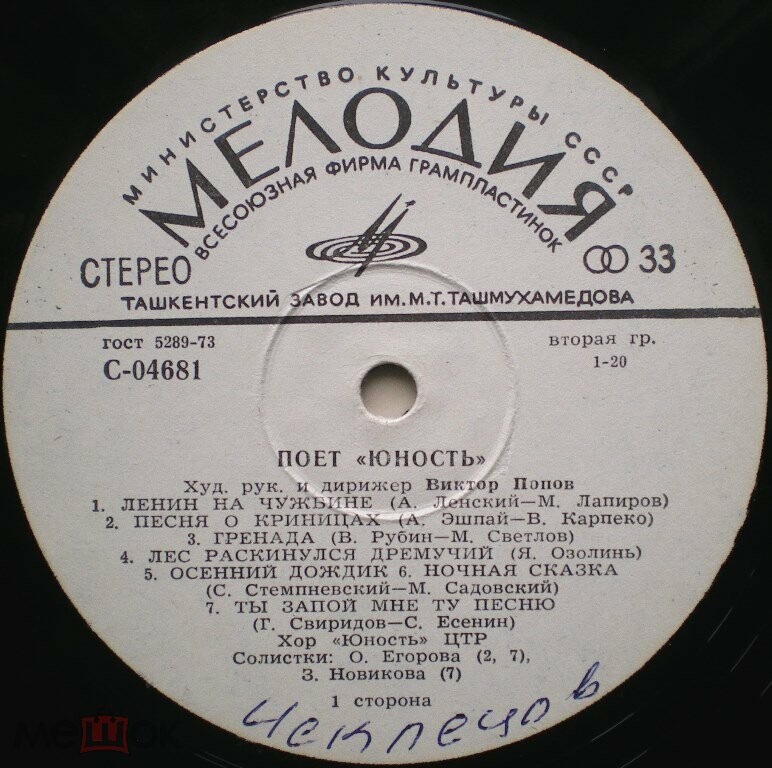 МИНИСТЕРСТВО КУЛЬТУРЫ СССР
МЕЛОДИЯ
ВСЕСОЮЗНАЯ ФИРМА ГРАМПЛАСТИНОК
СТЕРЕО 33
ТАШКЕНТСКИЙ ЗАВОД ИМ. М.Т. ТАШМУХАМЕДОВА
ГОСТ 5289-73 вторая гр.
С-04681 1-20
ПОЕТ «ЮНОСТЬ»
Худ. рук. и дирижер Виктор Попов
1. ЛЕНИН НА ЧУЖБИНЕ (А. Ленский—М. Лапиров)
2. ПЕСНЯ О КРИНИЦАХ (А. Эшпай—В. Карпеко)
3. ГРЕНАДА (В. Рубин—М. Светлов)
4. ЛЕС РАСКИНУЛСЯ ДРЕМУЧИЙ (Я. Озолинь)
5. ОСЕННИЙ ДОЖДИК 6. НОЧНАЯ СКАЗКА
(С. Стемпневский—М. Садовский)
7. ТЫ ЗАПОЙ МНЕ ТУ ПЕСНЮ
(Г. Свиридов—С. Есенин)
Хор «Юность» ЦТР
Солистки: О. Егорова (2, 7),
З. Новикова (7)
1 сторона
мешок